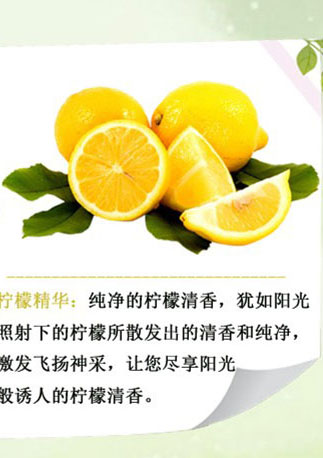 柠檬精华：纯净的柠檬清香，犹如阳光
照射下的柠檬所散发出的清香和纯净，
激发飞扬神采，让您尽享阳光
般诱人的柠檬清香。